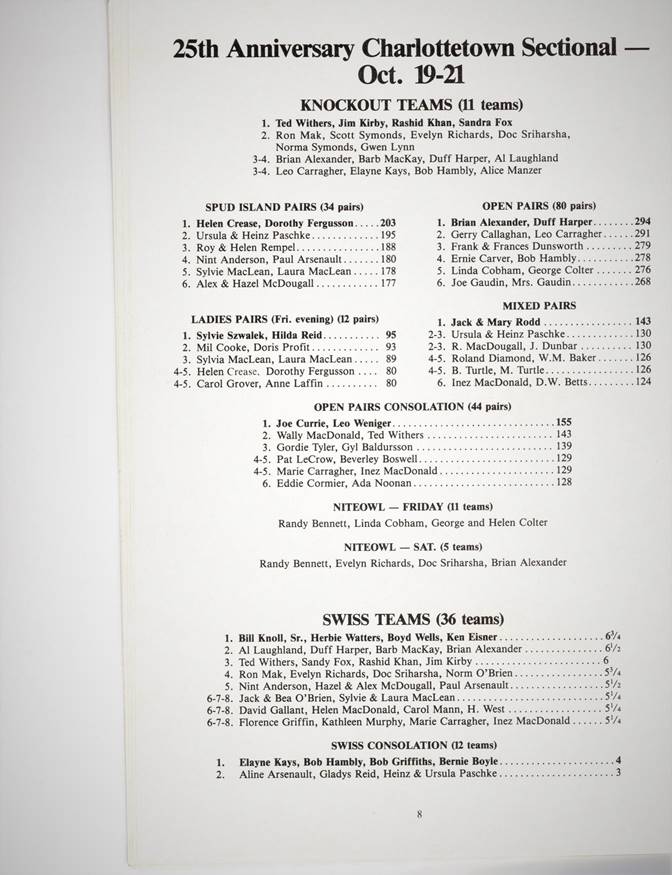 25th Anniversary Charlottetown Sectional —
Oct. 19-21
KNOCKOUT TEAMS (11 teams)
1. Ted Withers, Jim Kirby, Rashid Khan, Sandra Fox
2. Ron Mak, Scott Symonds, Evelyn Richards, Doc Sriharsha,
Norma Symonds, Gwen Lynn
3-4. Brian Alexander, Barb MacKay, Duff Harper, Al Laughland
3-4. Leo Carragher, Elayne Kays, Bob Hambly, Alice Manzer
SPUD ISLAND PAIRS (34 pairs)
1. Helen Crease, Dorothy Fergusson.....203
2. Ursula & Heinz Paschke.............195
3. Roy & Helen Rempel................188
4. Nint Anderson, Paul Arsenault.......180
5. Sylvie MacLean, Laura MacLean.....178
6. Alex & Hazel McDougall............177
LADIES PAIRS (Fri. evening) (12 pairs)
1. Sylvie Szwalek, Hilda Reid........... 95
2. Mil Cooke, Doris Profit............. 93
3. Sylvia MacLean, Laura MacLean..... 89
4-5. Helen Crease, Dorothy Fergusson .... 80
4-5. Carol Grover, Anne Laffin .......... 80
OPEN PAIRS (80 pairs)
1. Brian Alexander, Duff Harper........294
2. Gerry Callaghan, Leo Carragher......291
3. Frank & Frances Dunsworth .........279
4. Ernie Carver, Bob Hambly...........278
5. Linda Cobham, George Colter .......276
6. Joe Gaudin, Mrs. Gaudin............268
MIXED PAIRS
1. Jack & Mary Rodd .................143
2-3. Ursula & Heinz Paschke.............130
2-3. R. MacDougall, J. Dunbar ..........130
4-5. Roland Diamond, W.M. Baker.......126
4-5. B. Turtle, M. Turtle.................126
6. Inez MacDonald, D.W. Betts.........124
OPEN PAIRS CONSOLATION (44 pairs)
1. Joe Currie, Leo Weniger...............................155
2. Wally MacDonald, Ted Withers ........................143
3. Gordie Tyler, Gyl Baldursson ..........................139
4-5. Pat LeCrow, Beverley Boswell..........................129
4-5. Marie Carragher, Inez MacDonald......................129
6. Eddie Cormier, Ada Noonan...........................128
NITEOWL — FRIDAY (11 teams)
Randy Bennett, Linda Cobham, George and Helen Colter
NITEOWL — SAT. (5 teams)
Randy Bennett, Evelyn Richards, Doc Sriharsha, Brian Alexander
SWISS TEAMS (36 teams)
1. Bill Knoll, Sr., Herbie Watters, Boyd Wells, Ken Eisner....................6¾
2. Al Laughland, Duff Harper, Barb MacKay, Brian Alexander...............6½
3. Ted Withers, Sandy Fox, Rashid Khan, Jim Kirby ........................6
4. Ron Mak, Evelyn Richards, Doc Sriharsha, Norm O'Brien.................5¾
5. Nint Anderson, Hazel & Alex McDougall, Paul Arsenault..................5½
6-7-8. Jack & Bea O'Brien, Sylvie & Laura MacLean............................5¼
6-7-8. David Gallant, Helen MacDonald, Carol Mann, H. West ..................5¼
6-7-8. Florence Griffin, Kathleen Murphy, Marie Carragher, Inez MacDonald ......5¼
SWISS CONSOLATION (12 teams)
1. Elayne Kays, Bob Hambly, Bob Griffiths, Bernie Boyle......................4
2. Aline Arsenault, Gladys Reid, Heinz & Ursula Paschke......................3
8